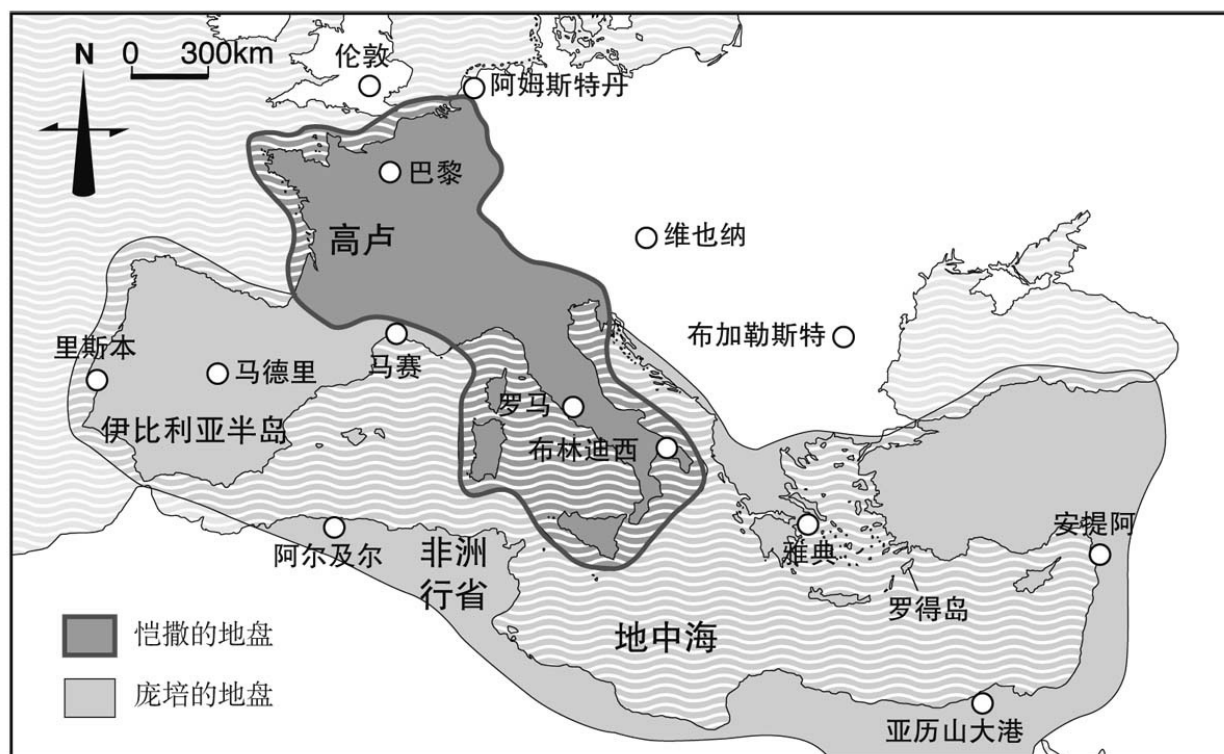 N
0 300km
伦敦
阿姆斯特丹
巴黎
高卢
维也纳
布加勒斯特
里斯本
马德里
马赛
伊比利亚半岛
罗马
布林迪西
安提阿
阿尔及尔
非洲
行省
雅典
罗得岛
地中海
恺撒的地盘
庞培的地盘
亚历山大港